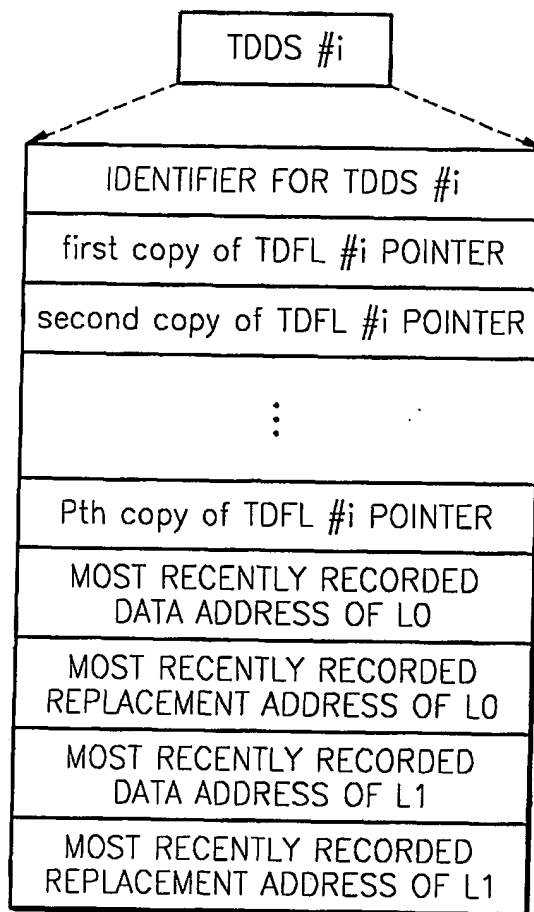 TDDS #i
IDENTIFIER FOR TDDS #i
first copy of TDFL #i POINTER
second copy of TDFL #i POINTER
⋮
Pth copy of TDFL #i POINTER
MOST RECENTLY RECORDED
DATA ADDRESS OF L0
MOST RECENTLY RECORDED
REPLACEMENT ADDRESS OF L0
MOST RECENTLY RECORDED
DATA ADDRESS OF L1
MOST RECENTLY RECORDED
REPLACEMENT ADDRESS OF L1